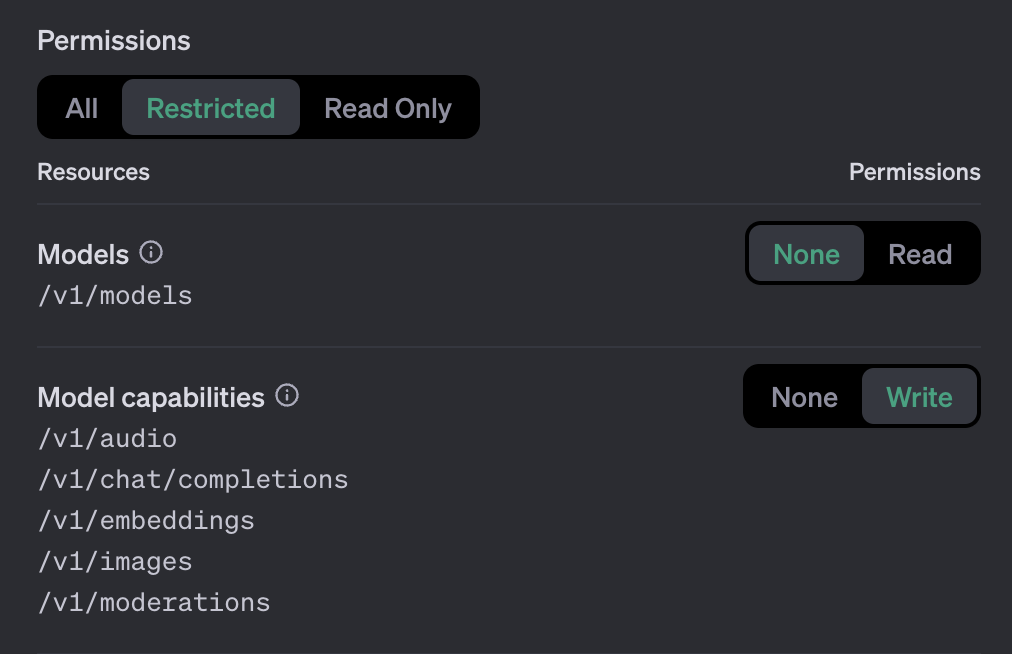 Permissions
All Restricted Read Only
Resources Permissions
Models None Read
/v1/models
Model capabilities None Write
/v1/audio
/v1/chat/completions
/v1/embeddings
/v1/images
/v1/moderations